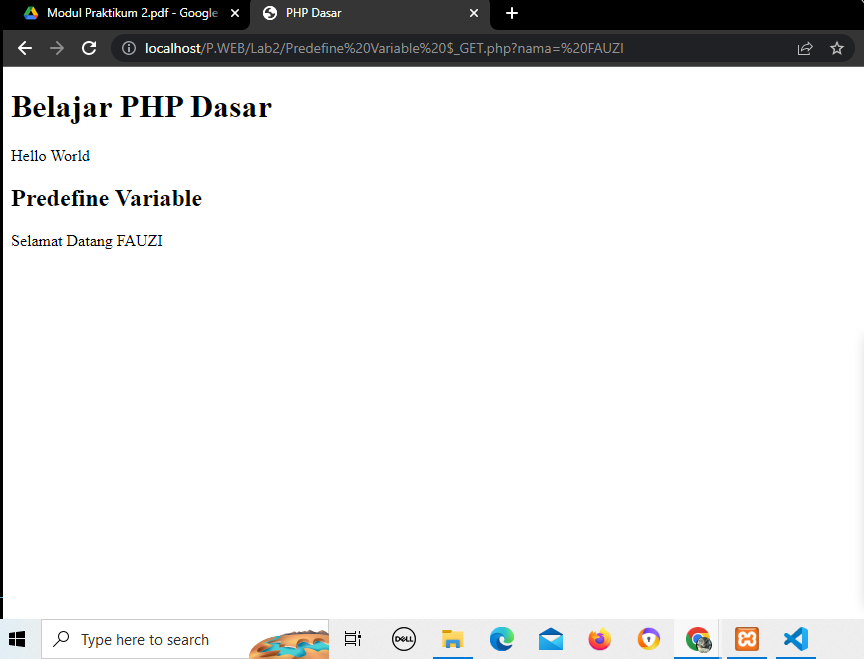 Modul Praktikum 2.pdf - Google
PHP Dasar
localhost/P.WEB/Lab2/Predefine%20Variable%20$_GET.php?nama=%20FAUZI
Belajar PHP Dasar
Hello World
Predefine Variable
Selamat Datang FAUZI
Type here to search
DELL